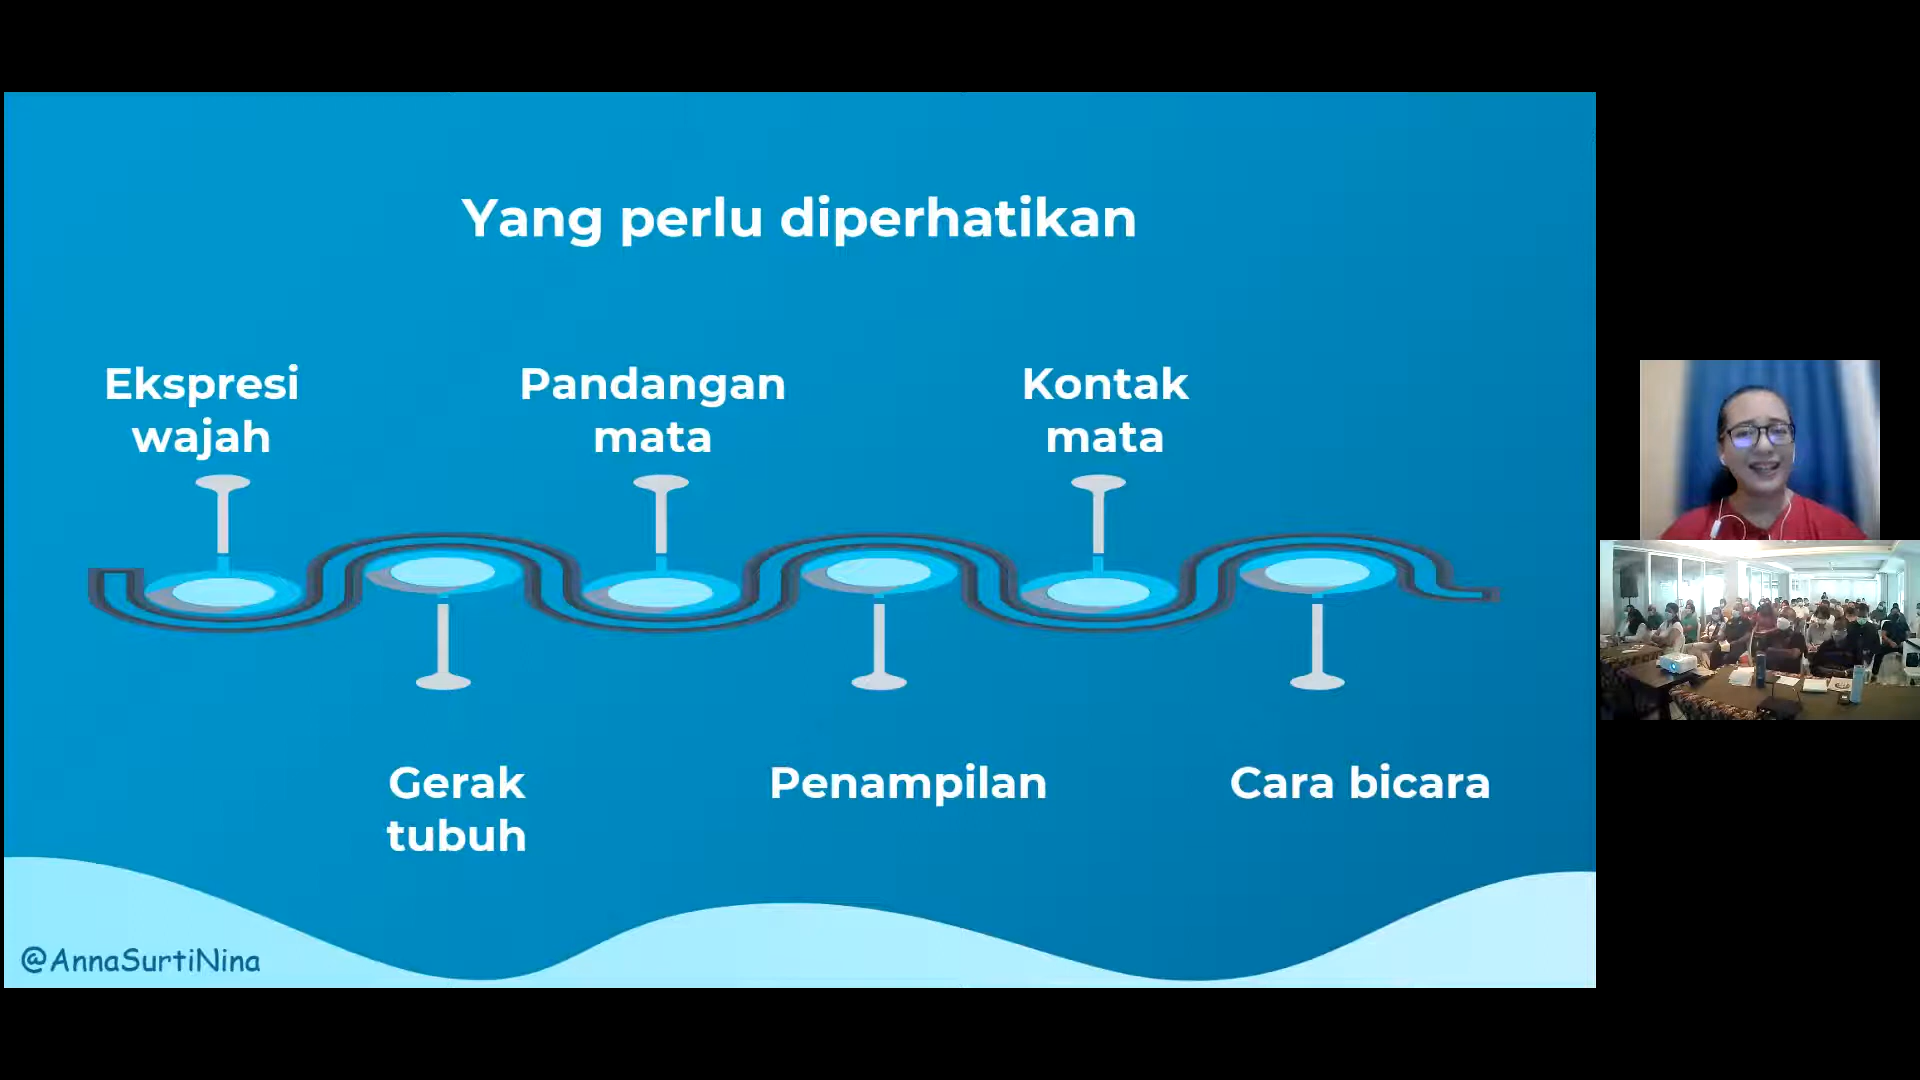 Yang perlu diperhatikan
Ekspresi
wajah
Pandangan
mata
Kontak
mata
Gerak
tubuh
Penampilan
Cara bicara
@AnnaSurtiNina